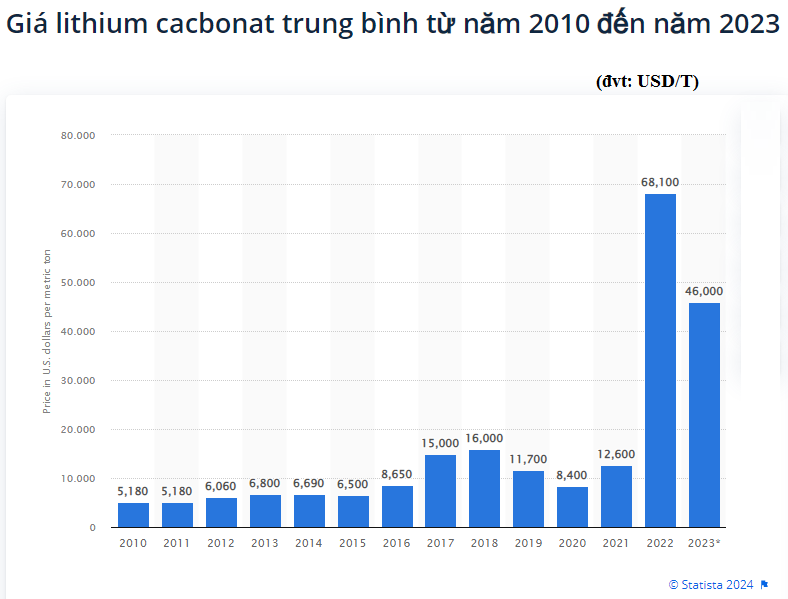 Giá lithium cacbonat trung bình từ năm 2010 đến năm 2023
(đvt: USD/T)
Price in U.S. dollars per metric ton
80.000
70.000
60.000
50.000
40.000
30.000
20.000
10.000
0
5,180 5,180 6,060 6,800 6,690 6,500 8,650 15,000 16,000 11,700 8,400 12,600 68,100 46,000
2010 2011 2012 2013 2014 2015 2016 2017 2018 2019 2020 2021 2022 2023*
© Statista 2024